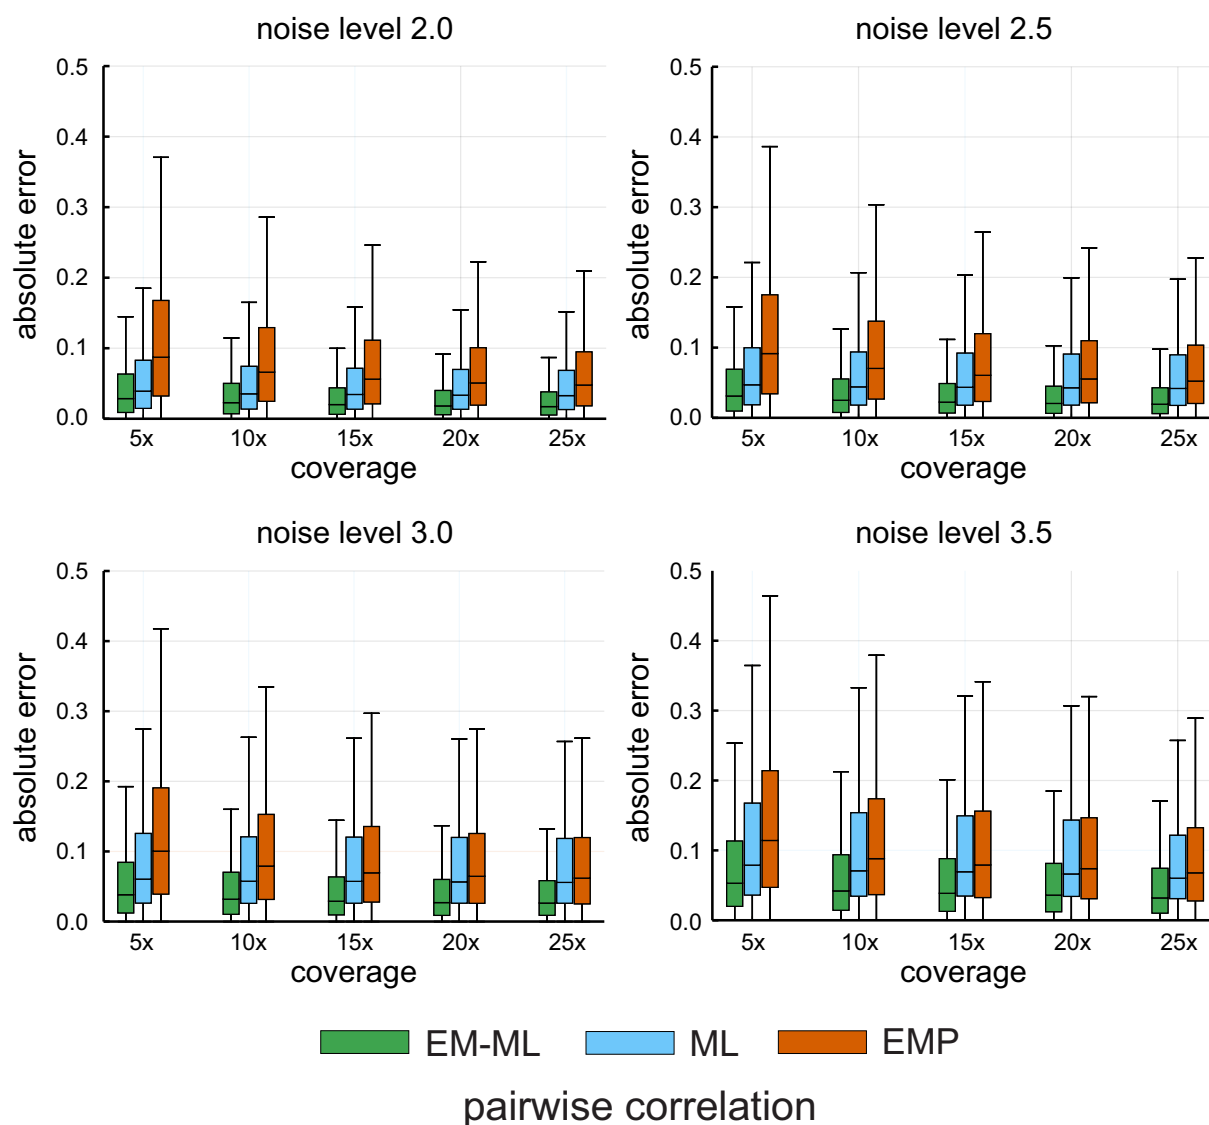 noise level 2.0
absolute error
0.5
0.4
0.3
0.2
0.1
0.0
5x 10x 15x 20x 25x
coverage
noise level 2.5
absolute error
0.5
0.4
0.3
0.2
0.1
0.0
5x 10x 15x 20x 25x
coverage
noise level 3.0
absolute error
0.5
0.4
0.3
0.2
0.1
0.0
5x 10x 15x 20x 25x
coverage
noise level 3.5
absolute error
0.5
0.4
0.3
0.2
0.1
0.0
5x 10x 15x 20x 25x
coverage
EM-ML ML EMP
pairwise correlation